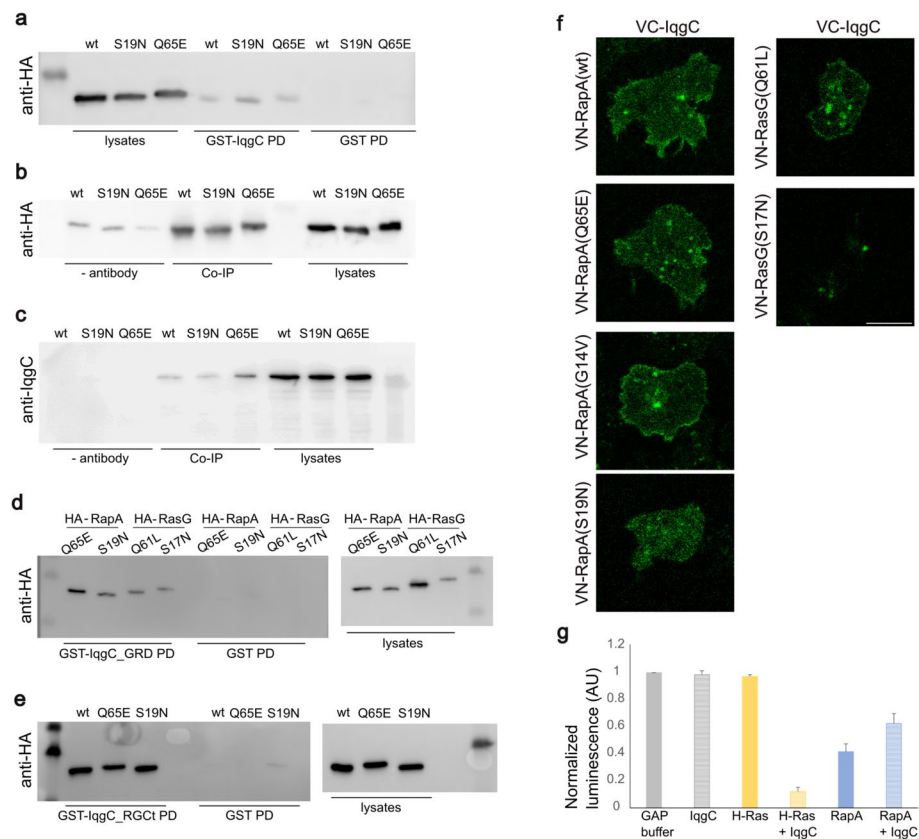 a
wt S19N Q65E wt S19N Q65E wt S19N Q65E
anti-HA
lysates GST-IqgC PD GST PD
b
wt S19N Q65E wt S19N Q65E wt S19N Q65E
anti-HA
- antibody Co-IP lysates
c
wt S19N Q65E wt S19N Q65E wt S19N Q65E
anti-IqgC
- antibody Co-IP lysates
d
HA-RapA HA-RasG HA-RapA HA-RasG HA-RapA HA-RasG
Q65E S19N Q61L S17N Q65E S19N Q61L S17N Q65E S19N Q61L S17N
anti-HA
GST-IqgC_GRD PD GST PD lysates
e
wt Q65E S19N wt Q65E S19N wt Q65E S19N
anti-HA
GST-IqgC_RGCt PD GST PD lysates
f
VC-IqgC VC-IqgC
VN-RapA(wt) VN-RasG(Q61L)
VN-RapA(Q65E) VN-RasG(S17N)
VN-RapA(G14V)
VN-RapA(S19N)
g
Normalized
luminescence (AU)
1.2
1
0.8
0.6
0.4
0.2
0
GAP IqgC H-Ras H-Ras RapA RapA
buffer + IqgC + IqgC